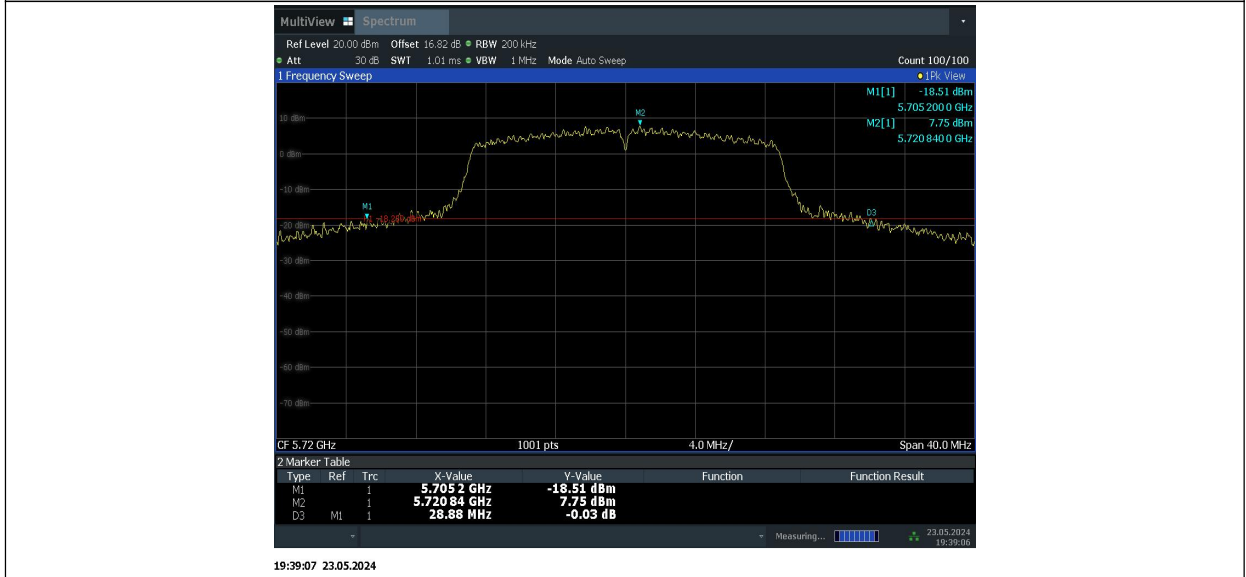 MultiView Spectrum
Ref Level 20.00 dBm Offset 16.82 dB RBW 200 kHz
Att 30 dB SWT 1.01 ms VBW 1 MHz Mode Auto Sweep Count 100/100
1 Frequency Sweep 1Pk View
M1[1] -18.51 dBm
5.705 200 0 GHz
M2[1] 7.75 dBm
5.720 840 0 GHz
M2
10 dBm
0 dBm
-10 dBm
M1
D3
-20 dBm
-30 dBm
-40 dBm
-50 dBm
-60 dBm
-70 dBm
CF 5.72 GHz 1001 pts 4.0 MHz/ Span 40.0 MHz
2 Marker Table
Type Ref Trc X-Value Y-Value Function Function Result
M1 1 5.705 2 GHz -18.51 dBm
M2 1 5.720 84 GHz 7.75 dBm
D3 M1 1 28.88 MHz -0.03 dB
Measuring... 23.05.2024
19:39:06
19:39:07 23.05.2024